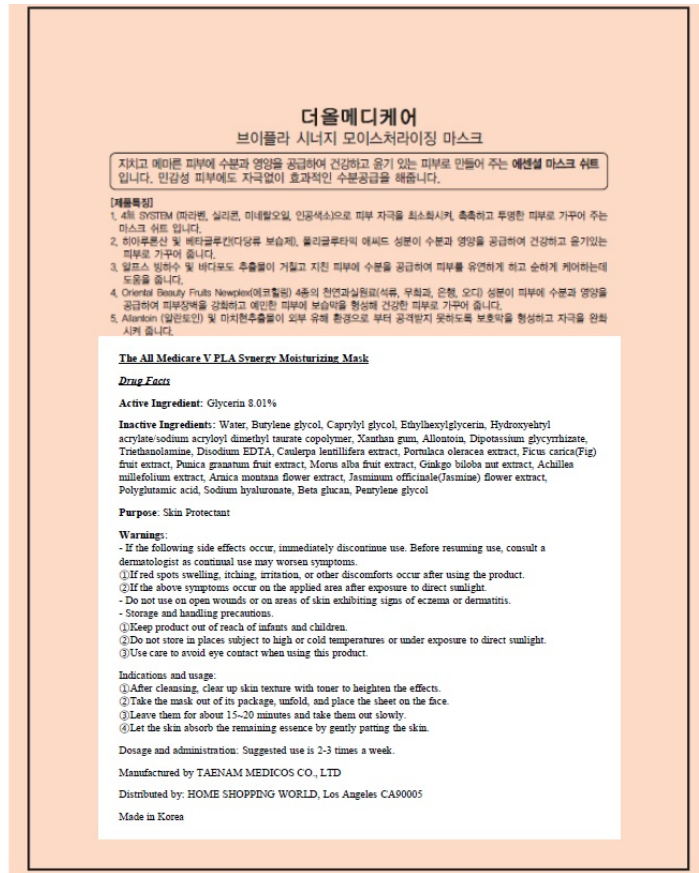 더올메디케어
브이플라 시너지 모이스처라이징 마스크
지치고 메마른 피부에 수분과 영양을 공급하여 건강하고 윤기 있는 피부로 만들어 주는 에센셜 마스크 쉬트
입니다. 민감성 피부에도 자극없이 효과적인 수분공급을 해줍니다.
[제품특징]
1. 4無 SYSTEM (파라벤, 실리콘, 미네랄오일, 인공색소)으로 피부 자극을 최소화시켜, 촉촉하고 투명한 피부로 가꾸어 주는
마스크 쉬트 입니다.
2. 히아루론산 및 베타글루칸(다당류 보습제), 폴리글루타믹 애씨드 성분이 수분과 영양을 공급하여 건강하고 윤기있는
피부로 가꾸어 줍니다.
3. 알프스 빙하수 및 바다포도 추출물이 거칠고 지친 피부에 수분을 공급하여 피부를 유연하게 하고 순하게 케어하는데
도움을 줍니다.
4. Oriental Beauty Fruits Newplex(에코힐링) 4종의 천연과실원료(석류, 무화과, 은행, 오디) 성분이 피부에 수분과 영양을
공급하여 피부장벽을 강화하고 예민한 피부에 보습막을 형성해 건강한 피부로 가꾸어 줍니다.
5. Allantoin (알란토인) 및 마치현추출물이 외부 유해 환경으로 부터 공격받지 못하도록 보호막을 형성하고 자극을 완화
시켜 줍니다.
The All Medicare V PLA Synergy Moisturizing Mask
Drug Facts
Active Ingredient: Glycerin 8.01%
Inactive Ingredients: Water, Butylene glycol, Caprylyl glycol, Ethylhexylglycerin, Hydroxyehtyl
acrylate/sodium acryloyl dimethyl taurate copolymer, Xanthan gum, Allontoin, Dipotassium glycyrrhizate,
Triethanolamine, Disodium EDTA, Caulerpa lentillifera extract, Portulaca oleracea extract, Ficus carica(Fig)
fruit extract, Punica granatum fruit extract, Morus alba fruit extract, Ginkgo biloba nut extract, Achillea
millefolium extract, Arnica montana flower extract, Jasminum officinale(Jasmine) flower extract,
Polyglutamic acid, Sodium hyaluronate, Beta glucan, Pentylene glycol
Purpose: Skin Protectant
Warnings:
- If the following side effects occur, immediately discontinue use. Before resuming use, consult a
dermatologist as continual use may worsen symptoms.
①If red spots swelling, itching, irritation, or other discomforts occur after using the product.
②If the above symptoms occur on the applied area after exposure to direct sunlight.
- Do not use on open wounds or on areas of skin exhibiting signs of eczema or dermatitis.
- Storage and handling precautions.
①Keep product out of reach of infants and children.
②Do not store in places subject to high or cold temperatures or under exposure to direct sunlight.
③Use care to avoid eye contact when using this product.
Indications and usage:
①After cleansing, clear up skin texture with toner to heighten the effects.
②Take the mask out of its package, unfold, and place the sheet on the face.
③Leave them for about 15~20 minutes and take them out slowly.
④Let the skin absorb the remaining essence by gently patting the skin.
Dosage and administration: Suggested use is 2-3 times a week.
Manufactured by TAENAM MEDICOS CO., LTD
Distributed by: HOME SHOPPING WORLD, Los Angeles CA90005
Made in Korea